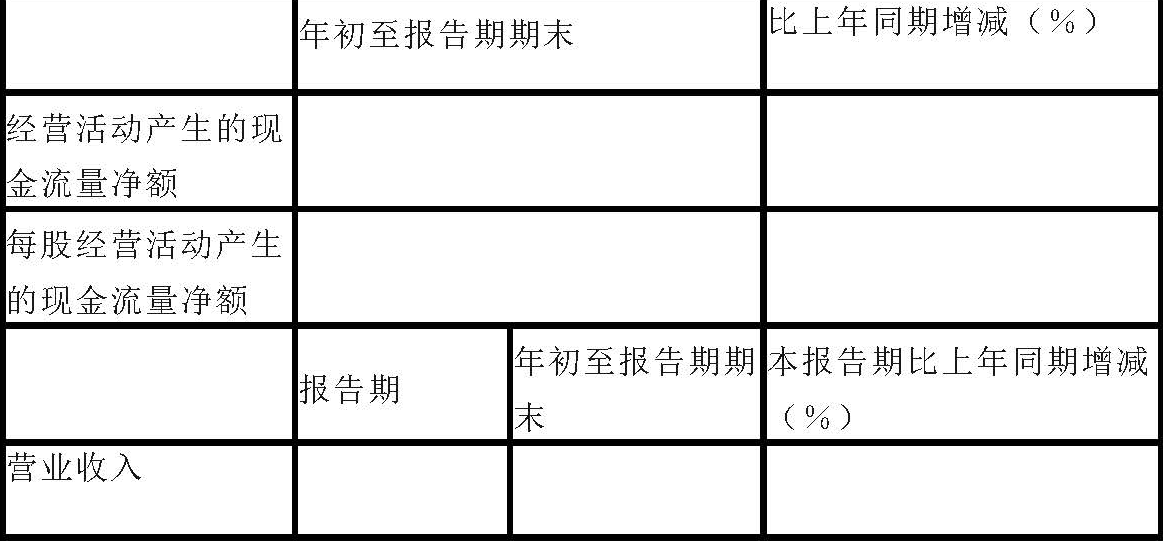 年初至报告期期末
比上年同期增减（%）
经营活动产生的现
金流量净额
每股经营活动产生
的现金流量净额
报告期
年初至报告期期
末
本报告期比上年同期增减
（%）
营业收入